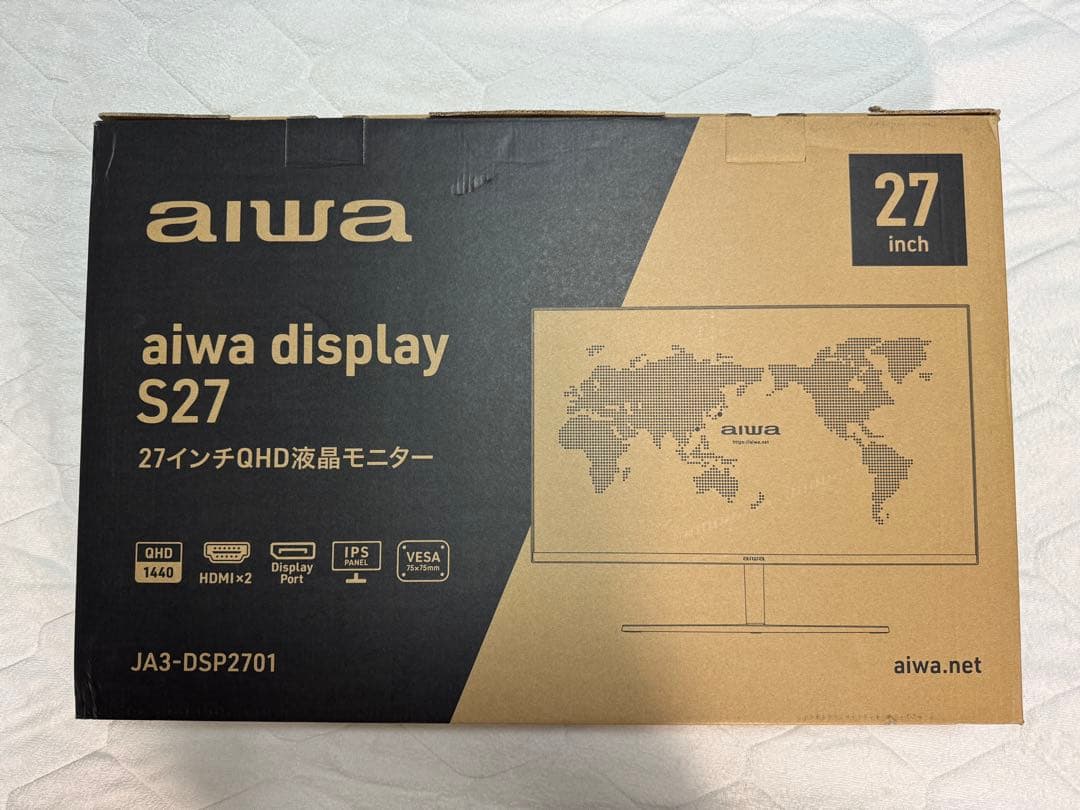 aiwa
27
inch
aiwa display
S27
27インチQHD液晶モニター
aiwa
https://aiwa.net
QHD
1440
HDMI×2
Display
Port
IPS
PANEL
VESA
75×75mm
aiwa
JA3-DSP2701
aiwa.net